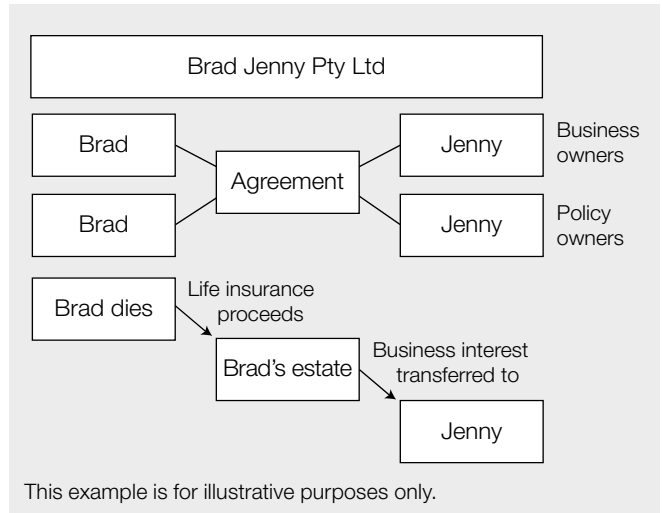 Brad Jenny Pty Ltd
Brad
Jenny
Business
owners
Agreement
Brad
Jenny
Policy
owners
Brad dies
Life insurance
proceeds
Brad’s estate
Business interest
transferred to
Jenny
This example is for illustrative purposes only.